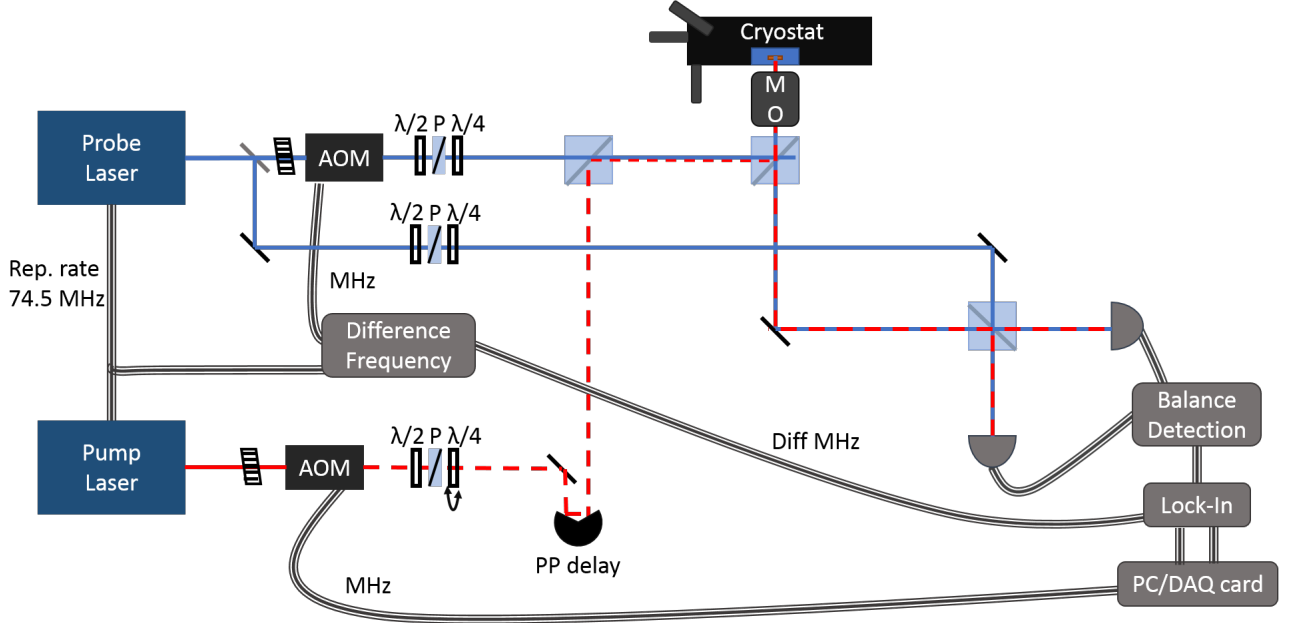 Cryostat
M
O
Probe
Laser
AOM
λ/2 P λ/4
λ/2 P λ/4
Rep. rate
74.5 MHz
MHz
Difference
Frequency
Pump
Laser
AOM
λ/2 P λ/4
PP delay
MHz
Diff MHz
Balance
Detection
Lock-In
PC/DAQ card